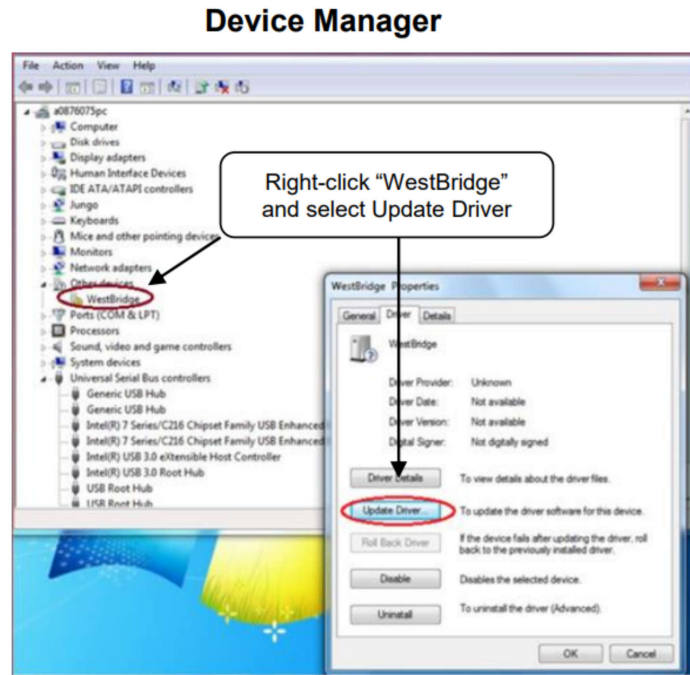 Device Manager
File Action View Help
a0876075pc
Computer
Disk drives
Display adapters
Human Interface Devices
IDE ATA/ATAPI controllers
Jungo
Keyboards
Mice and other pointing devices
Monitors
Network adapters
Other devices
WestBridge
Ports (COM & LPT)
Processors
Sound, video and game controllers
System devices
Universal Serial Bus controllers
Generic USB Hub
Generic USB Hub
Intel(R) 7 Series/C216 Chipset Family USB Enhanced
Intel(R) 7 Series/C216 Chipset Family USB Enhanced
Intel(R) USB 3.0 eXtensible Host Controller
Intel(R) USB 3.0 Root Hub
USB Root Hub
USB Root Hub
Right-click “WestBridge”
and select Update Driver
WestBridge Properties
General Driver Details
WestBridge
Driver Provider: Unknown
Driver Date: Not available
Driver Version: Not available
Digital Signer: Not digitally signed
Driver Details To view details about the driver files.
Update Driver... To update the driver software for this device.
Roll Back Driver If the device fails after updating the driver, roll
back to the previously installed driver.
Disable Disables the selected device.
Uninstall To uninstall the driver (Advanced).
OK Cancel